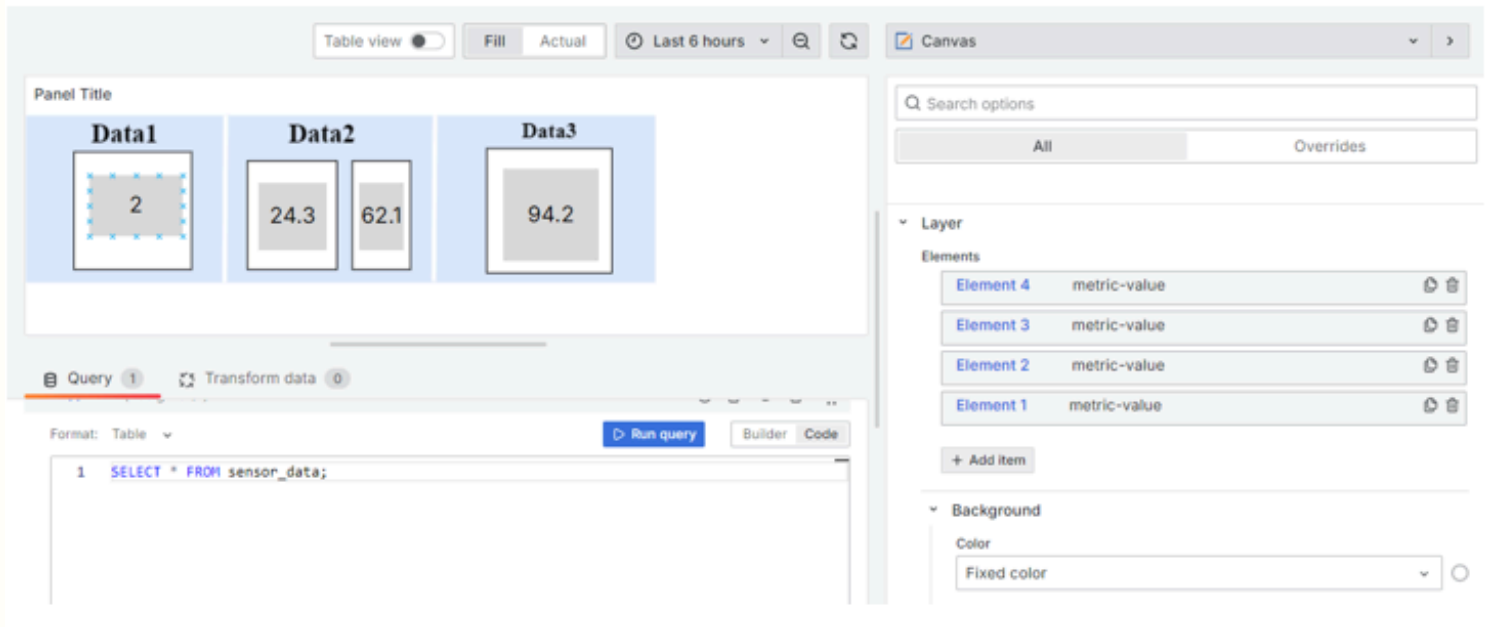 Table view Fill Actual Last 6 hours Canvas
Panel Title
Data1 Data2 Data3
2 24.3 62.1 94.2
Query 1 Transform data 0
Format: Table Run query Builder Code
1 SELECT * FROM sensor_data;
Search options
All Overrides
Layer
Elements
Element 4 metric-value
Element 3 metric-value
Element 2 metric-value
Element 1 metric-value
+ Add item
Background
Color
Fixed color